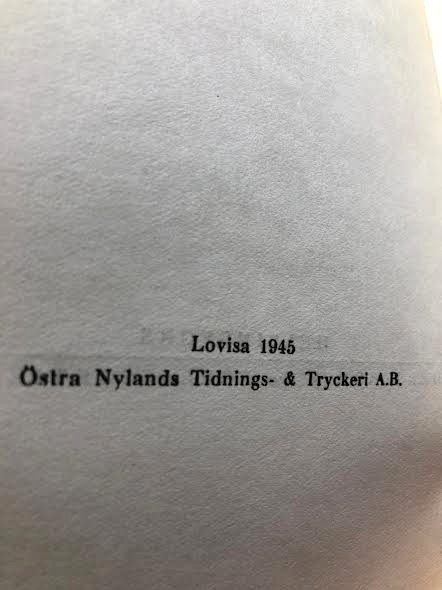 Lovisa 1945
Östra Nylands Tidnings- & Tryckeri A.B.